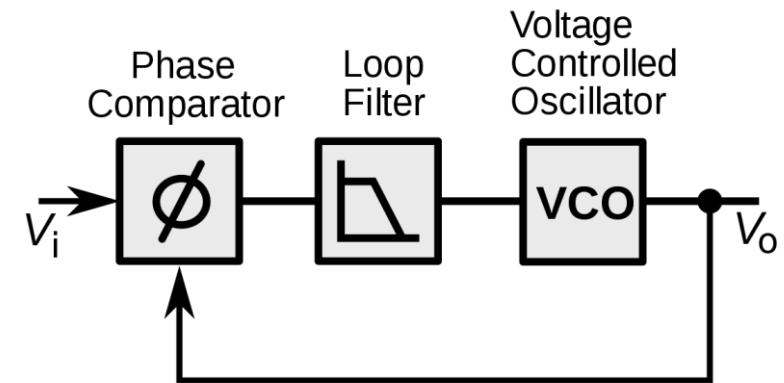 Phase
Comparator
Loop
Filter
Voltage
Controlled
Oscillator
ϕ
VCO
Vi
Vo